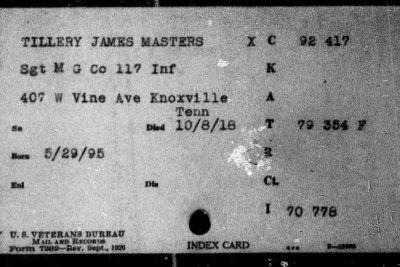 TILLERY JAMES MASTERS X C 92 417
Sgt M G Co 117 Inf K
407 W Vine Ave Knoxville A
Tenn
Sn Died 10/8/18 T 79 354 F
Born 5/29/95 R
Enl Dis CL
I 70 778
U. S. VETERANS BUREAU
MAIL AND RECORDS
Form 7202—Rev. Sept., 1926 INDEX CARD